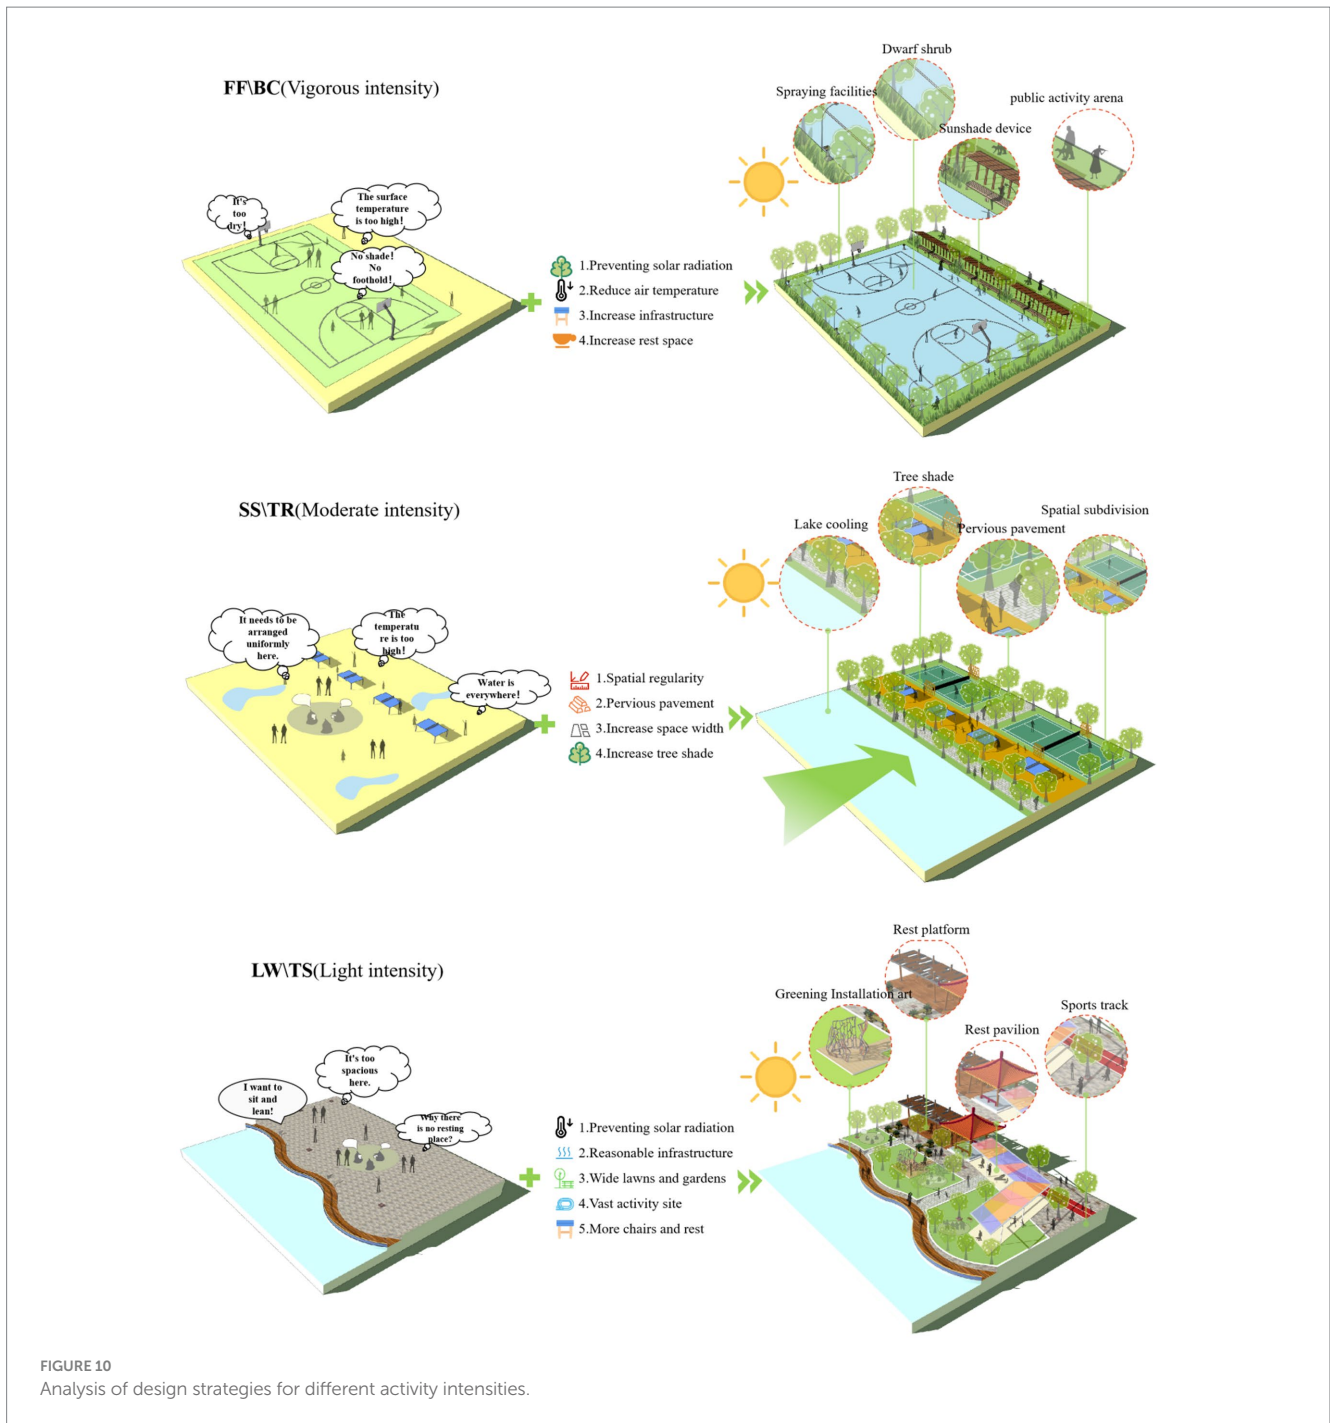 FF\BC(Vigorous intensity)
It's
too
dry!
The surface
temperature
is too high!
No shade!
No
foothold!
1.Preventing solar radiation
2.Reduce air temperature
3.Increase infrastructure
4.Increase rest space
Dwarf shrub
Spraying facilities
Sunshade device
public activity arena
SS\TR(Moderate intensity)
It needs to be
arranged
uniformly
here.
The
temperatu
re is too
high!
Water is
everywhere!
1.Spatial regularity
2.Pervious pavement
3.Increase space width
4.Increase tree shade
Tree shade
Lake cooling
Pervious pavement
Spatial subdivision
LW\TS(Light intensity)
I want to
sit and
lean!
It's too
spacious
here.
Why there
is no resting
place?
1.Preventing solar radiation
2.Reasonable infrastructure
3.Wide lawns and gardens
4.Vast activity site
5.More chairs and rest
Rest platform
Greening Installation art
Rest pavilion
Sports track
FIGURE 10
Analysis of design strategies for different activity intensities.